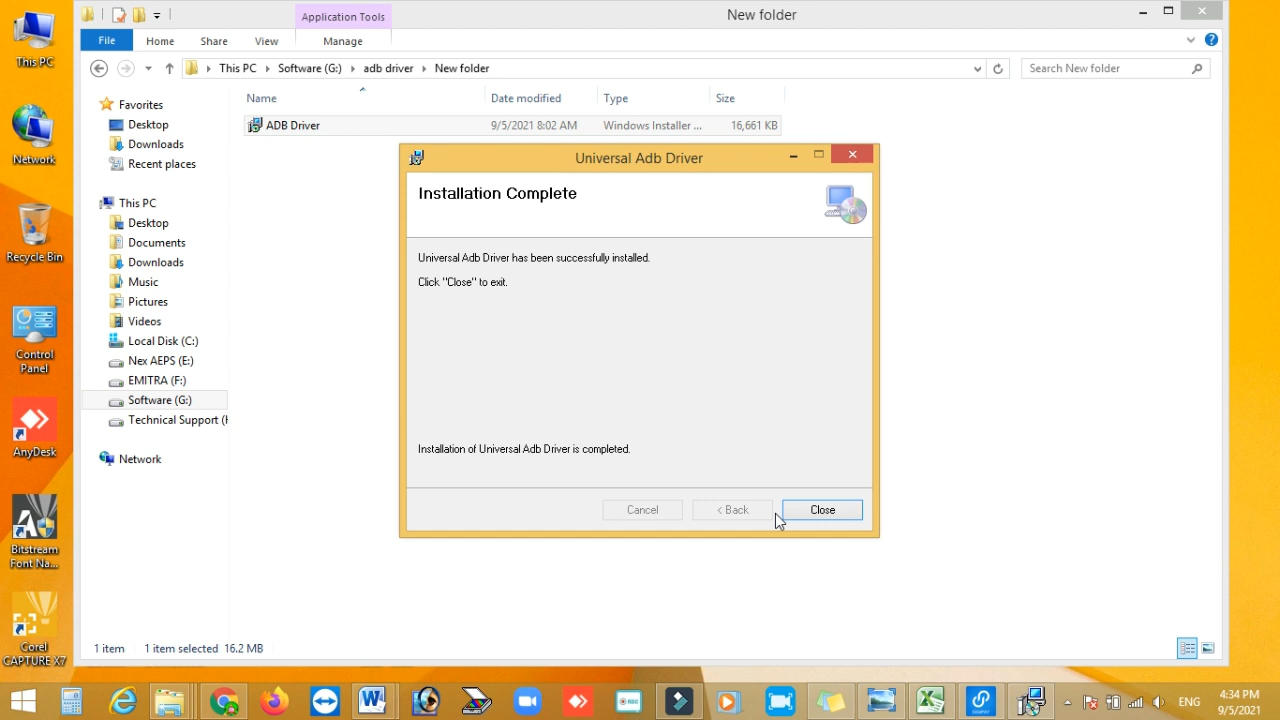 Application Tools
New folder
File
Home
Share
View
Manage
This PC
Software (G:)
adb driver
New folder
Search New folder
Name
Date modified
Type
Size
ADB Driver
9/5/2021 8:02 AM
Windows Installer ...
16,661 KB
Favorites
Desktop
Downloads
Recent places
This PC
Desktop
Documents
Downloads
Music
Pictures
Videos
Local Disk (C:)
Nex AEPS (E:)
EMITRA (F:)
Software (G:)
Technical Support (
Network
Universal Adb Driver
Installation Complete
Universal Adb Driver has been successfully installed.
Click "Close" to exit.
Installation of Universal Adb Driver is completed.
Cancel
< Back
Close
1 item
1 item selected 16.2 MB
This PC
Network
Recycle Bin
Control
Panel
AnyDesk
Bitstream
Font Na...
Corel
CAPTURE X7
ENG
4:34 PM
9/5/2021